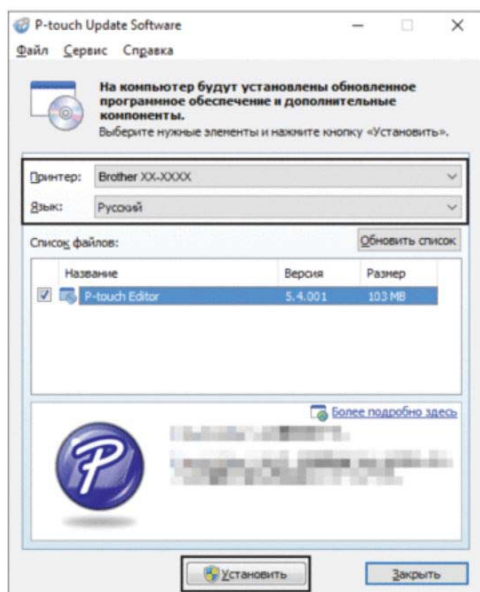 P-touch Update Software
Файл Сервис Справка
На компьютер будут установлены обновленное
программное обеспечение и дополнительные
компоненты.
Выберите нужные элементы и нажмите кнопку «Установить».
Принтер: Brother XX-XXXX
Язык: Русский
Список файлов: Обновить список
Название Версия Размер
P-touch Editor 5.4.001 103 MB
Более подробно здесь
P
Установить Закрыть